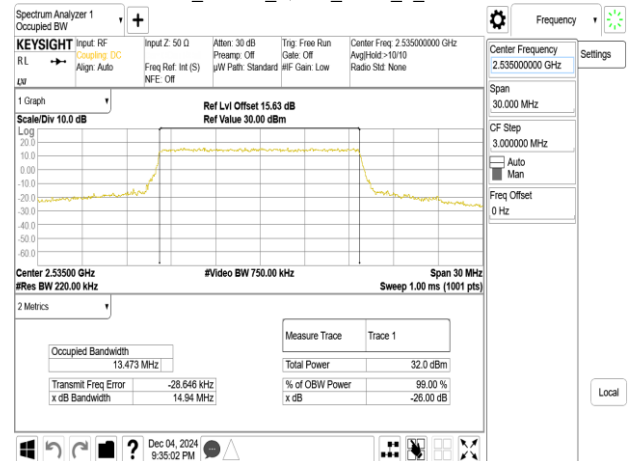 Spectrum Analyzer 1
Occupied BW
Frequency
KEYSIGHT
RL
LXI
Input: RF
Coupling: DC
Align: Auto
Input Z: 50 Ω
Freq Ref: Int (S)
NFE: Off
Atten: 30 dB
Preamp: Off
µW Path: Standard
Trig: Free Run
Gate: Off
#IF Gain: Low
Center Freq: 2.535000000 GHz
Avg|Hold:>10/10
Radio Std: None
Center Frequency
2.535000000 GHz
Settings
Span
30.000 MHz
CF Step
3.000000 MHz
Auto
Man
Freq Offset
0 Hz
Local
1 Graph
Scale/Div 10.0 dB
Ref Lvl Offset 15.63 dB
Ref Value 30.00 dBm
Log
20.0
10.0
0.00
-10.0
-20.0
-30.0
-40.0
-50.0
-60.0
Center 2.53500 GHz
#Video BW 750.00 kHz
Span 30 MHz
#Res BW 220.00 kHz
Sweep 1.00 ms (1001 pts)
2 Metrics
Measure Trace Trace 1
Occupied Bandwidth
13.473 MHz
Total Power 32.0 dBm
Transmit Freq Error -28.646 kHz
% of OBW Power 99.00 %
x dB Bandwidth 14.94 MHz
x dB -26.00 dB
?
Dec 04, 2024
9:35:02 PM